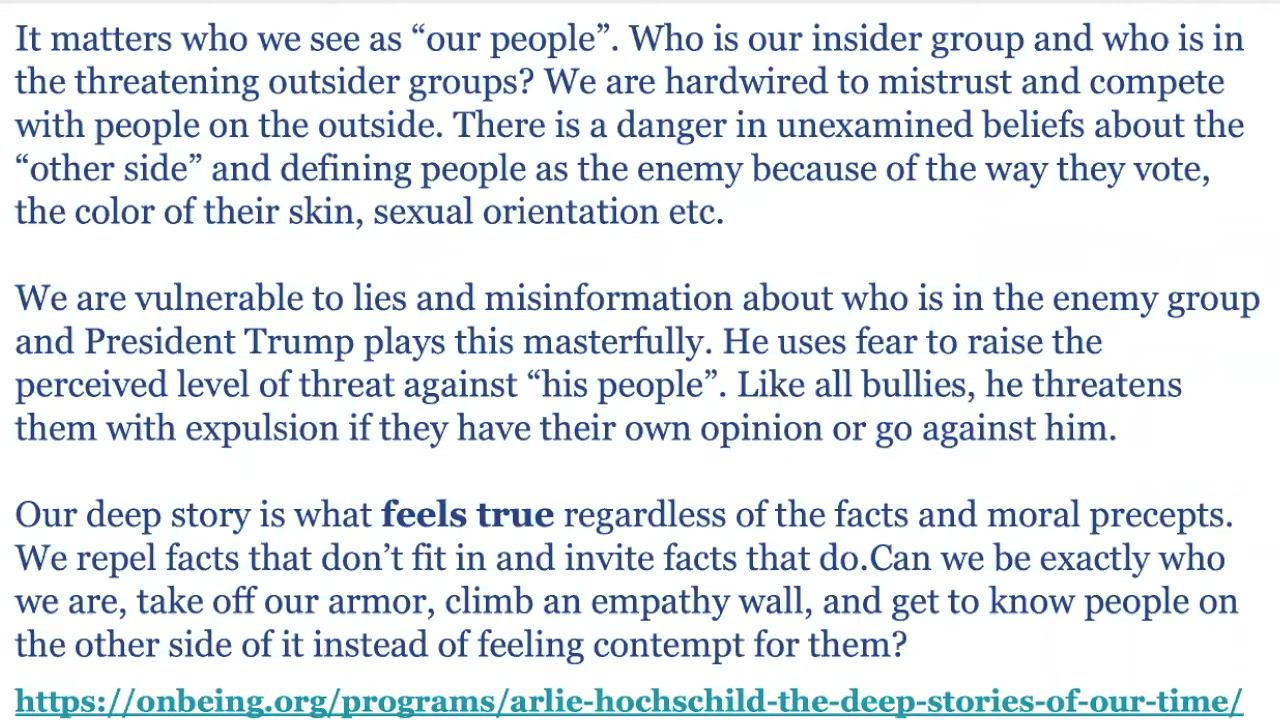 It matters who we see as “our people”. Who is our insider group and who is in
the threatening outsider groups? We are hardwired to mistrust and compete
with people on the outside. There is a danger in unexamined beliefs about the
“other side” and defining people as the enemy because of the way they vote,
the color of their skin, sexual orientation etc.
We are vulnerable to lies and misinformation about who is in the enemy group
and President Trump plays this masterfully. He uses fear to raise the
perceived level of threat against “his people”. Like all bullies, he threatens
them with expulsion if they have their own opinion or go against him.
Our deep story is what feels true regardless of the facts and moral precepts.
We repel facts that don’t fit in and invite facts that do.Can we be exactly who
we are, take off our armor, climb an empathy wall, and get to know people on
the other side of it instead of feeling contempt for them?
https://onbeing.org/programs/arlie-hochschild-the-deep-stories-of-our-time/